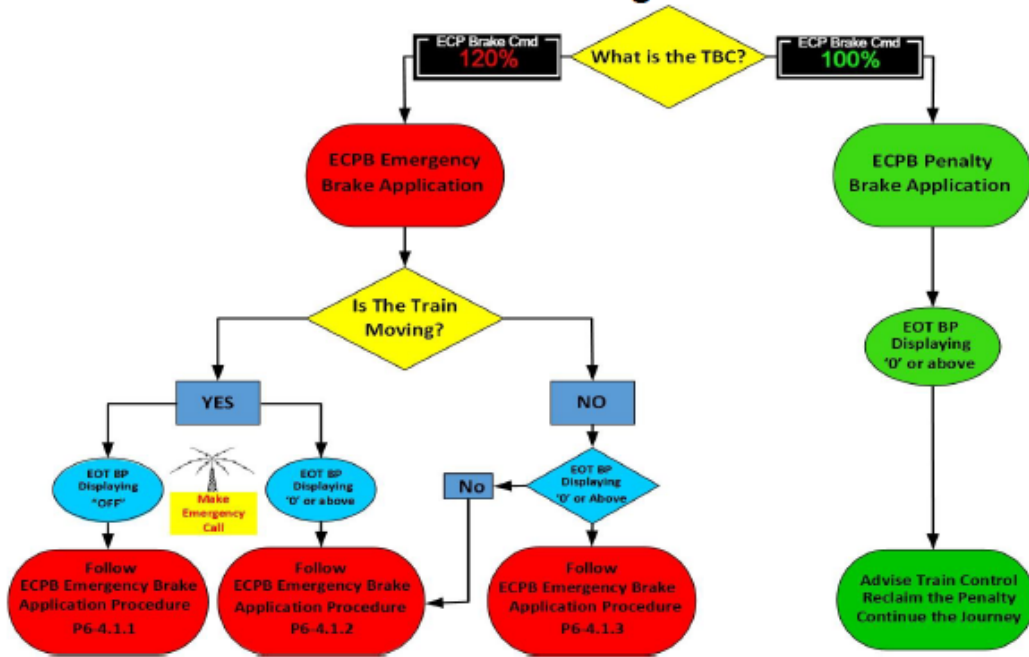 ECP Brake Cmd
120%
What is the TBC?
ECP Brake Cmd
100%
ECPB Emergency
Brake Application
ECPB Penalty
Brake Application
Is The Train
Moving?
EOT BP
Displaying
‘0’ or above
YES
NO
EOT BP
Displaying
“OFF”
Make
Emergency
Call
EOT BP
Displaying
‘0’ or above
No
EOT BP
Displaying
‘0’ or Above
Follow
ECPB Emergency Brake
Application Procedure
P6-4.1.1
Follow
ECPB Emergency Brake
Application Procedure
P6-4.1.2
Follow
ECPB Emergency Brake
Application Procedure
P6-4.1.3
Advise Train Control
Reclaim the Penalty
Continue the Journey